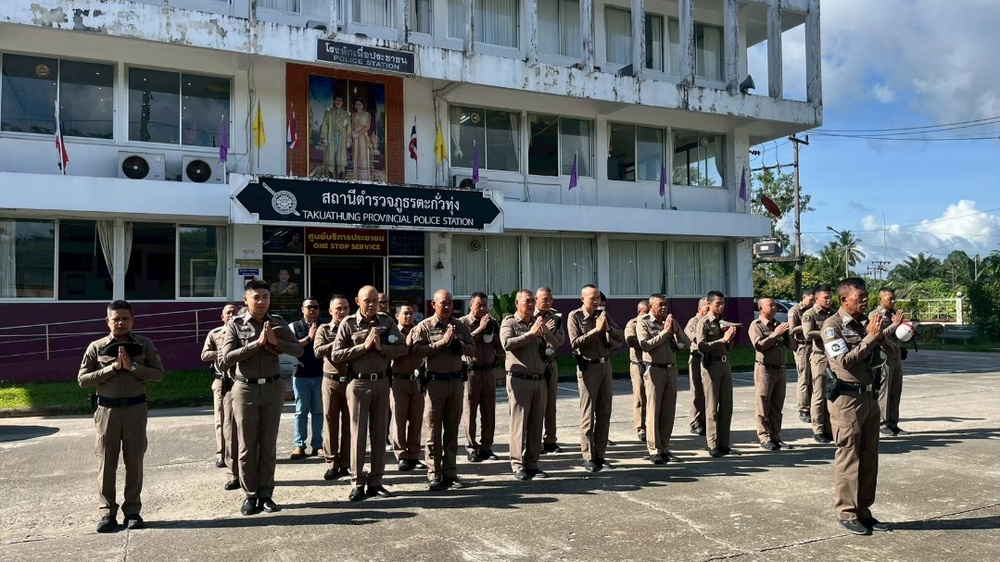 โรงพักเพื่อประชาชน
POLICE STATION
สถานีตำรวจภูธรตะกั่วทุ่ง
TAKUATHUNG PROVINCIAL POLICE STATION
ศูนย์บริการประชาชน
ONE STOP SERVICE